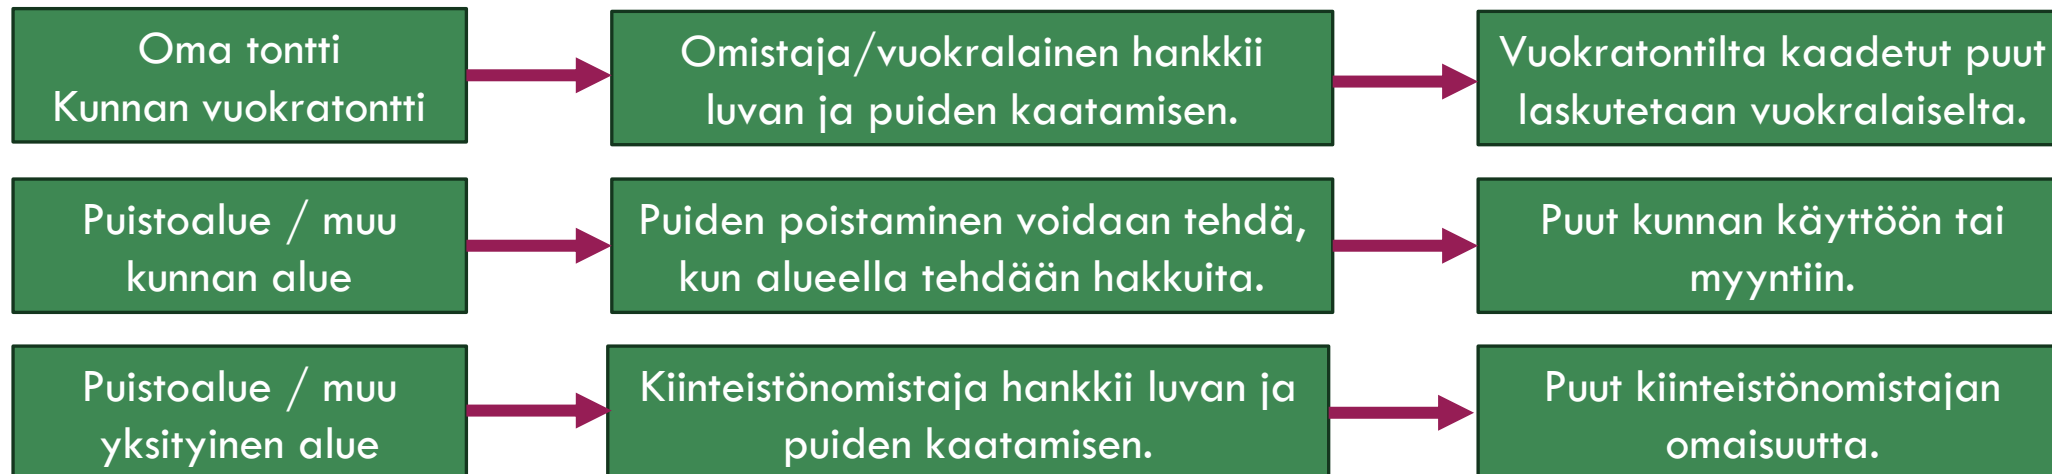 Oma tontti
Kunnan vuokratontti
Omistaja/vuokralainen hankkii
luvan ja puiden kaatamisen.
Vuokratontilta kaadetut puut
laskutetaan vuokralaiselta.
Puistoalue / muu
kunnan alue
Puiden poistaminen voidaan tehdä,
kun alueella tehdään hakkuita.
Puut kunnan käyttöön tai
myyntiin.
Puistoalue / muu
yksityinen alue
Kiinteistönomistaja hankkii luvan ja
puiden kaatamisen.
Puut kiinteistönomistajan
omaisuutta.